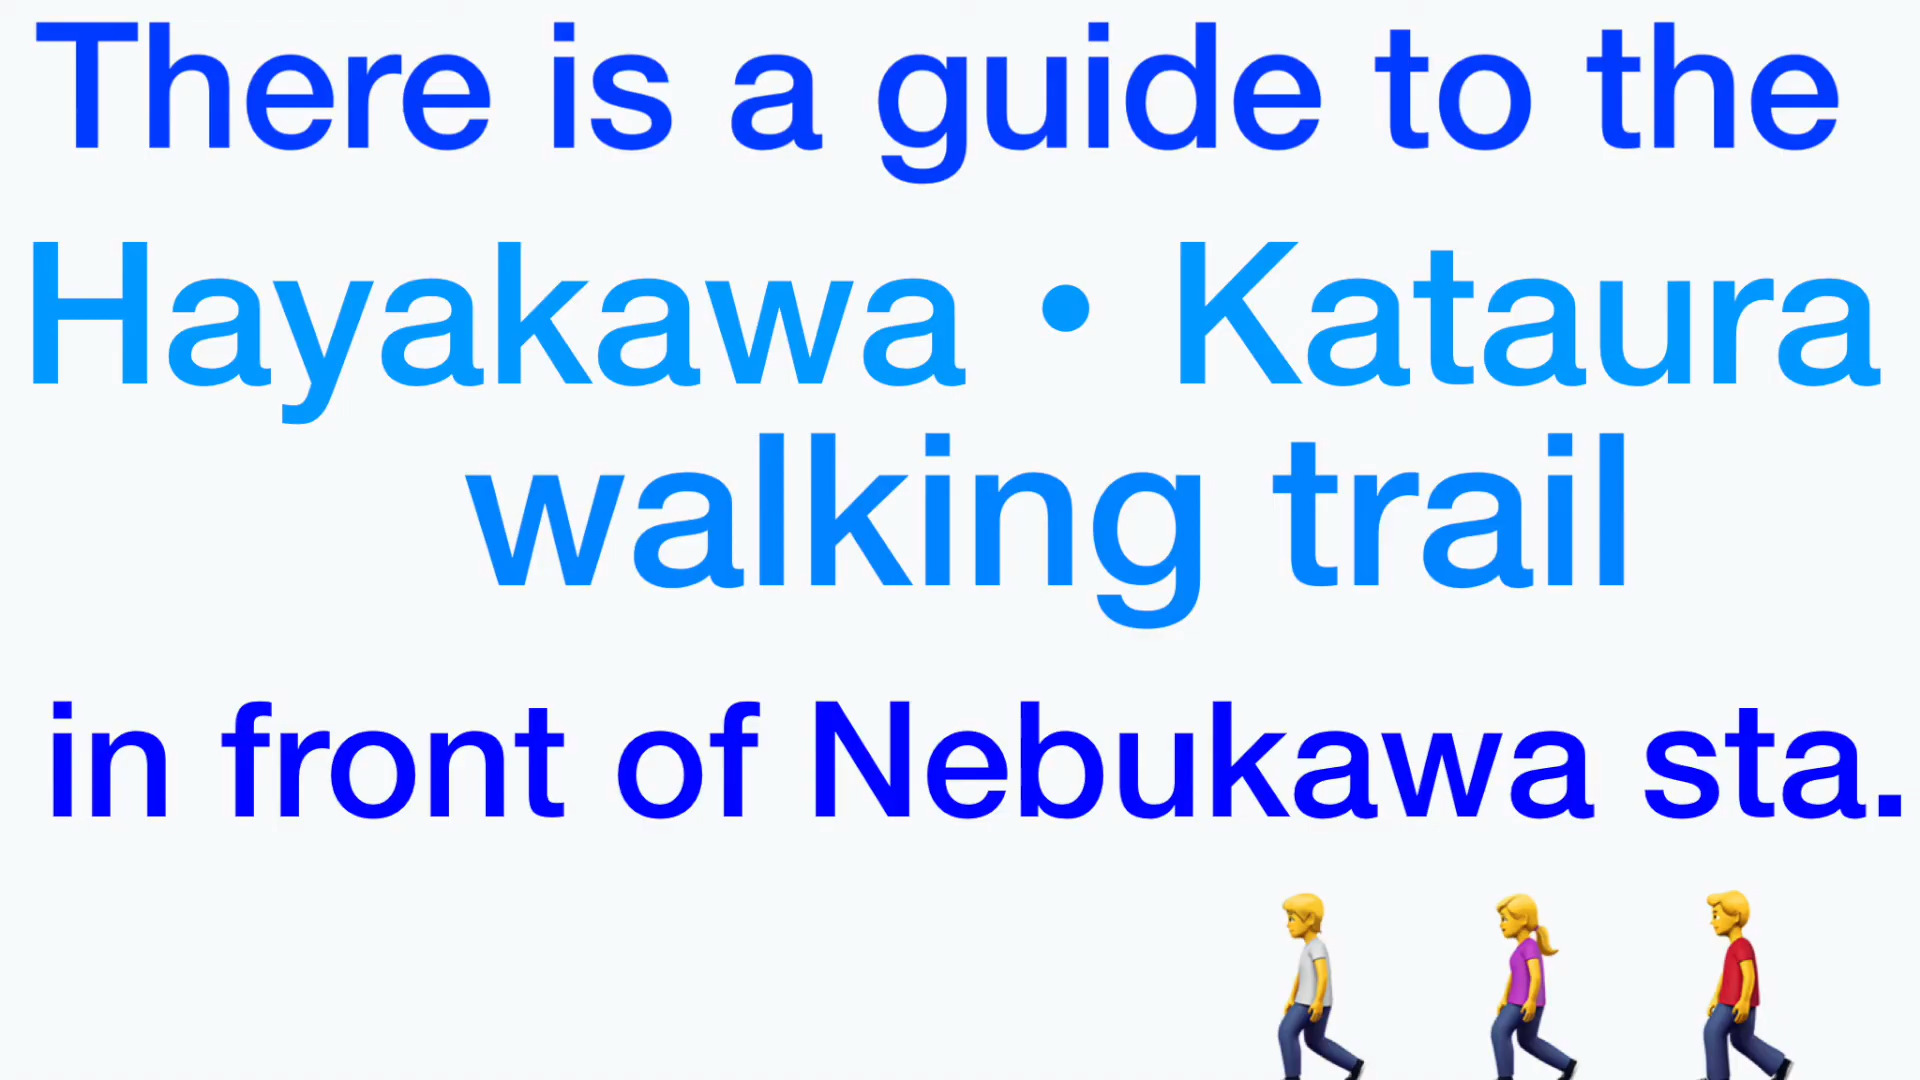 There is a guide to the
Hayakawa・Kataura
walking trail
in front of Nebukawa sta.